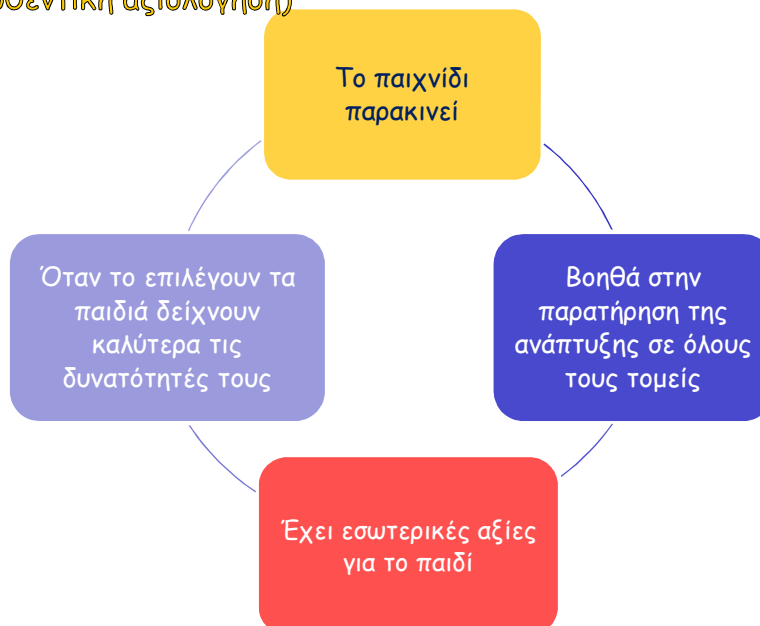 αξιολόγηση)
Το παιχνίδι
παρακινεί
Όταν το επιλέγουν τα
παιδιά δείχνουν
καλύτερα τις
δυνατότητές τους
Βοηθά στην
παρατήρηση της
ανάπτυξης σε όλους
τους τομείς
Έχει εσωτερικές αξίες
για το παιδί